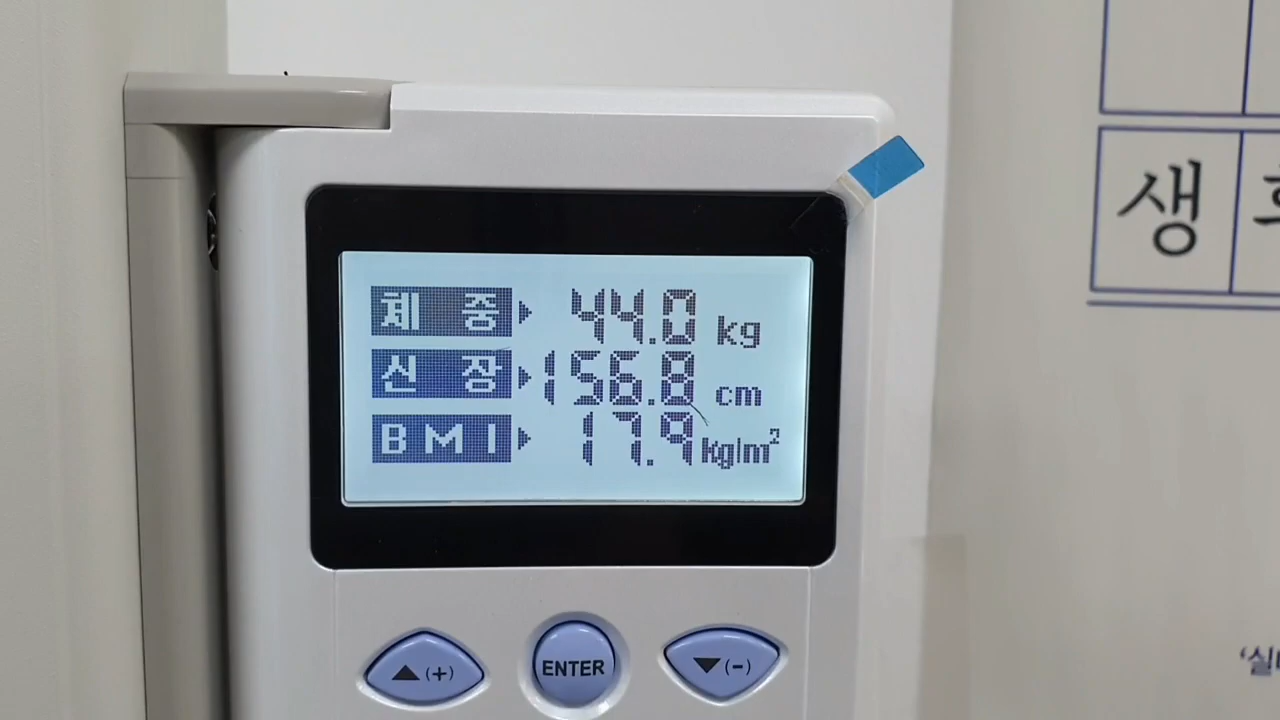 체 중 44.0 kg
신 장 156.8 cm
BMI 17.9 kg/m²
▲(+) ENTER ▼(-)
생